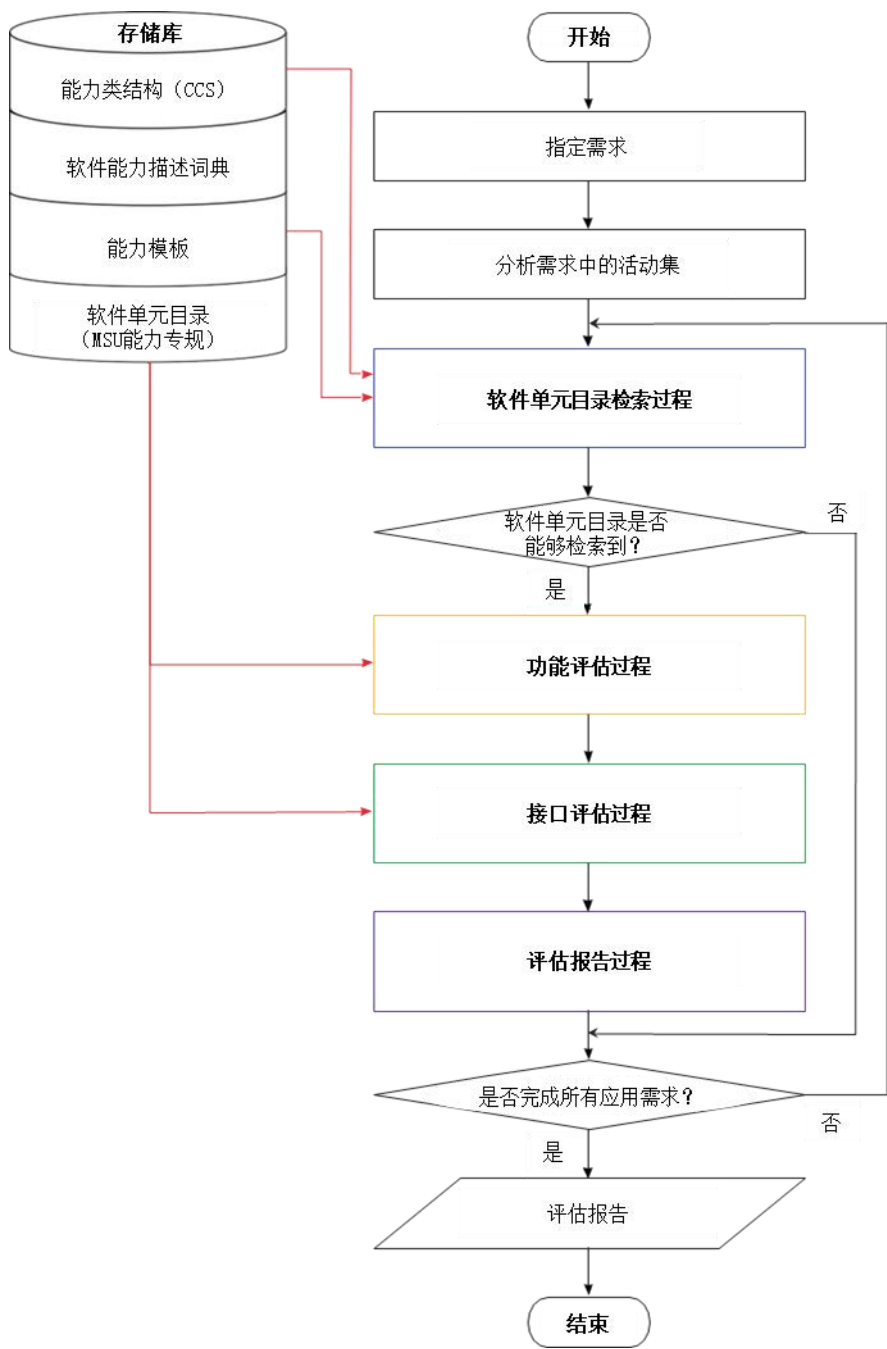 存储库
能力类结构（CCS）
软件能力描述词典
能力模板
软件单元目录
（MSU能力专规）
开始
指定需求
分析需求中的活动集
软件单元目录检索过程
软件单元目录是否
能够检索到？
否
是
功能评估过程
接口评估过程
评估报告过程
是否完成所有应用需求？
否
是
评估报告
结束